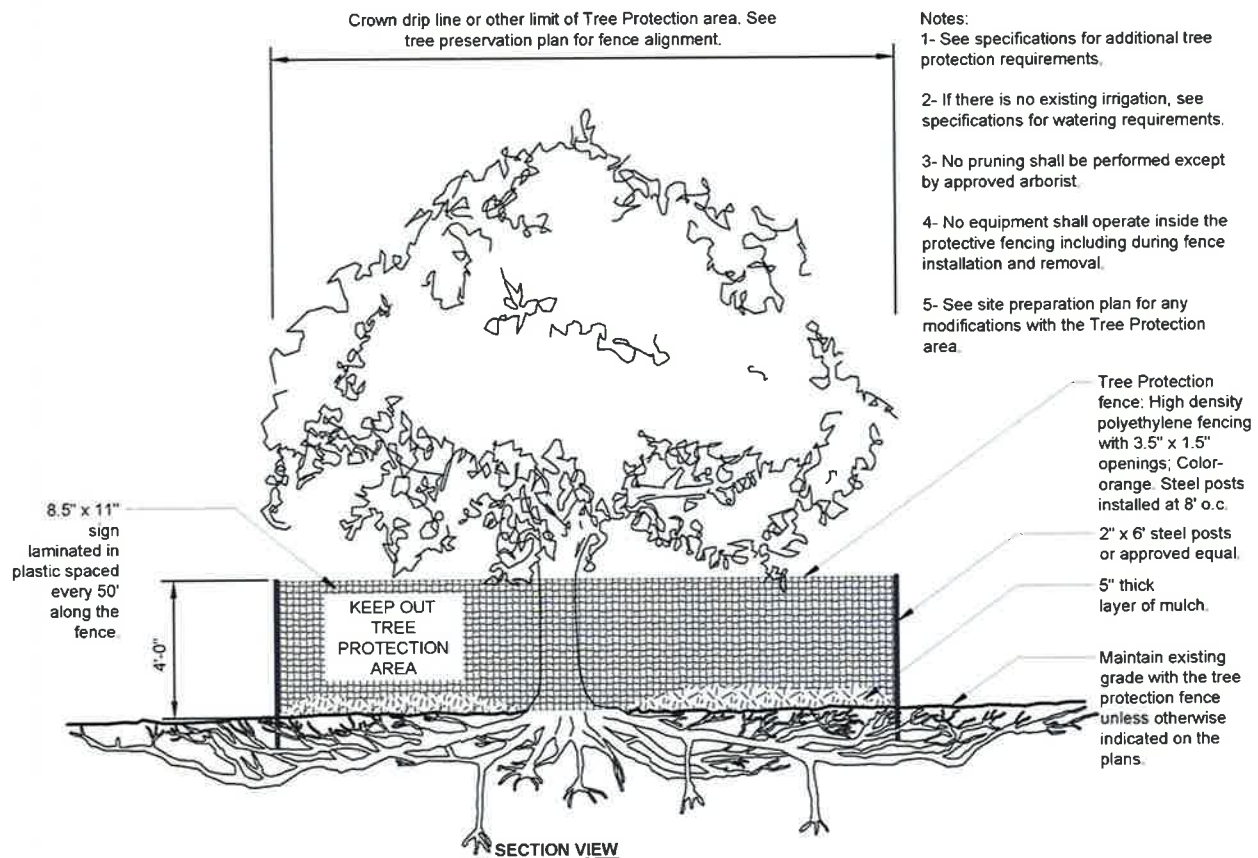 Crown drip line or other limit of Tree Protection area. See
tree preservation plan for fence alignment.
Notes:
1- See specifications for additional tree
protection requirements.
2- If there is no existing irrigation, see
specifications for watering requirements.
3- No pruning shall be performed except
by approved arborist.
4- No equipment shall operate inside the
protective fencing including during fence
installation and removal.
5- See site preparation plan for any
modifications with the Tree Protection
area.
Tree Protection
fence: High density
polyethylene fencing
with 3.5" x 1.5"
openings; Color-
orange. Steel posts
installed at 8' o.c.
2" x 6' steel posts
or approved equal.
5" thick
layer of mulch.
Maintain existing
grade with the tree
protection fence
unless otherwise
indicated on the
plans.
8.5" x 11"
sign
laminated in
plastic spaced
every 50'
along the
fence.
4'-0"
KEEP OUT
TREE
PROTECTION
AREA
SECTION VIEW